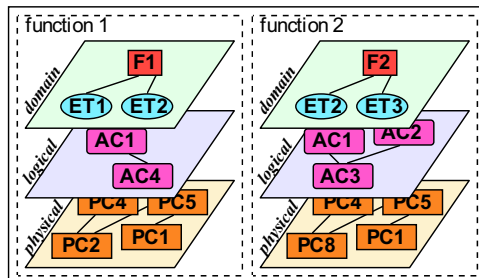 function 1
F1
ET1 ET2
domain
AC1
AC4
logical
PC4 PC5
PC2 PC1
physical
function 2
F2
ET2 ET3
domain
AC1 AC2
AC3
logical
PC4 PC5
PC8 PC1
physical